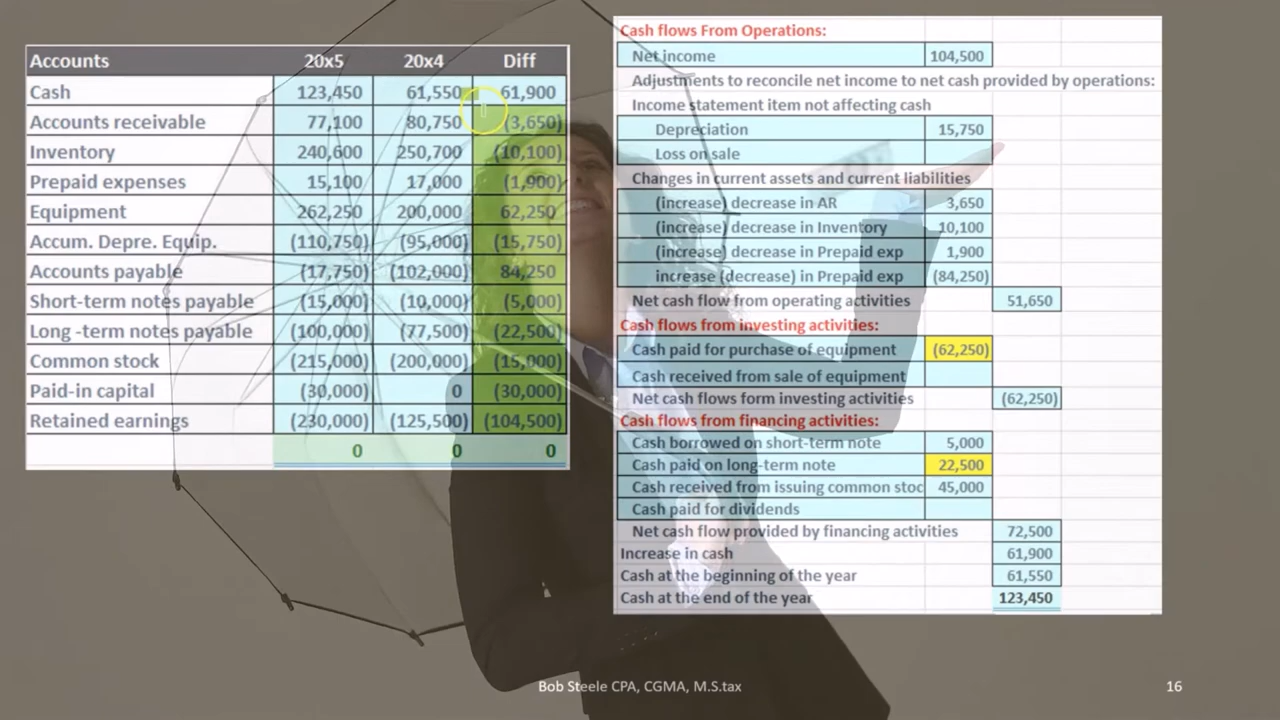 Accounts 20x5 20x4 Diff
Cash 123,450 61,550 61,900
Accounts receivable 77,100 80,750 (3,650)
Inventory 240,600 250,700 (10,100)
Prepaid expenses 15,100 17,000 (1,900)
Equipment 262,250 200,000 62,250
Accum. Depre. Equip. (110,750) (95,000) (15,750)
Accounts payable (17,750) (102,000) 84,250
Short-term notes payable (15,000) (10,000) (5,000)
Long -term notes payable (100,000) (77,500) (22,500)
Common stock (215,000) (200,000) (15,000)
Paid-in capital (30,000) 0 (30,000)
Retained earnings (230,000) (125,500) (104,500)
0 0 0
Cash flows From Operations:
Net income 104,500
Adjustments to reconcile net income to net cash provided by operations:
Income statement item not affecting cash
Depreciation 15,750
Loss on sale
Changes in current assets and current liabilities
(increase) decrease in AR 3,650
(increase) decrease in Inventory 10,100
(increase) decrease in Prepaid exp 1,900
increase (decrease) in Prepaid exp (84,250)
Net cash flow from operating activities 51,650
Cash flows from investing activities:
Cash paid for purchase of equipment (62,250)
Cash received from sale of equipment
Net cash flows form investing activities (62,250)
Cash flows from financing activities:
Cash borrowed on short-term note 5,000
Cash paid on long-term note 22,500
Cash received from issuing common stoc 45,000
Cash paid for dividends
Net cash flow provided by financing activities 72,500
Increase in cash 61,900
Cash at the beginning of the year 61,550
Cash at the end of the year 123,450
Bob Steele CPA, CGMA, M.S.tax 16